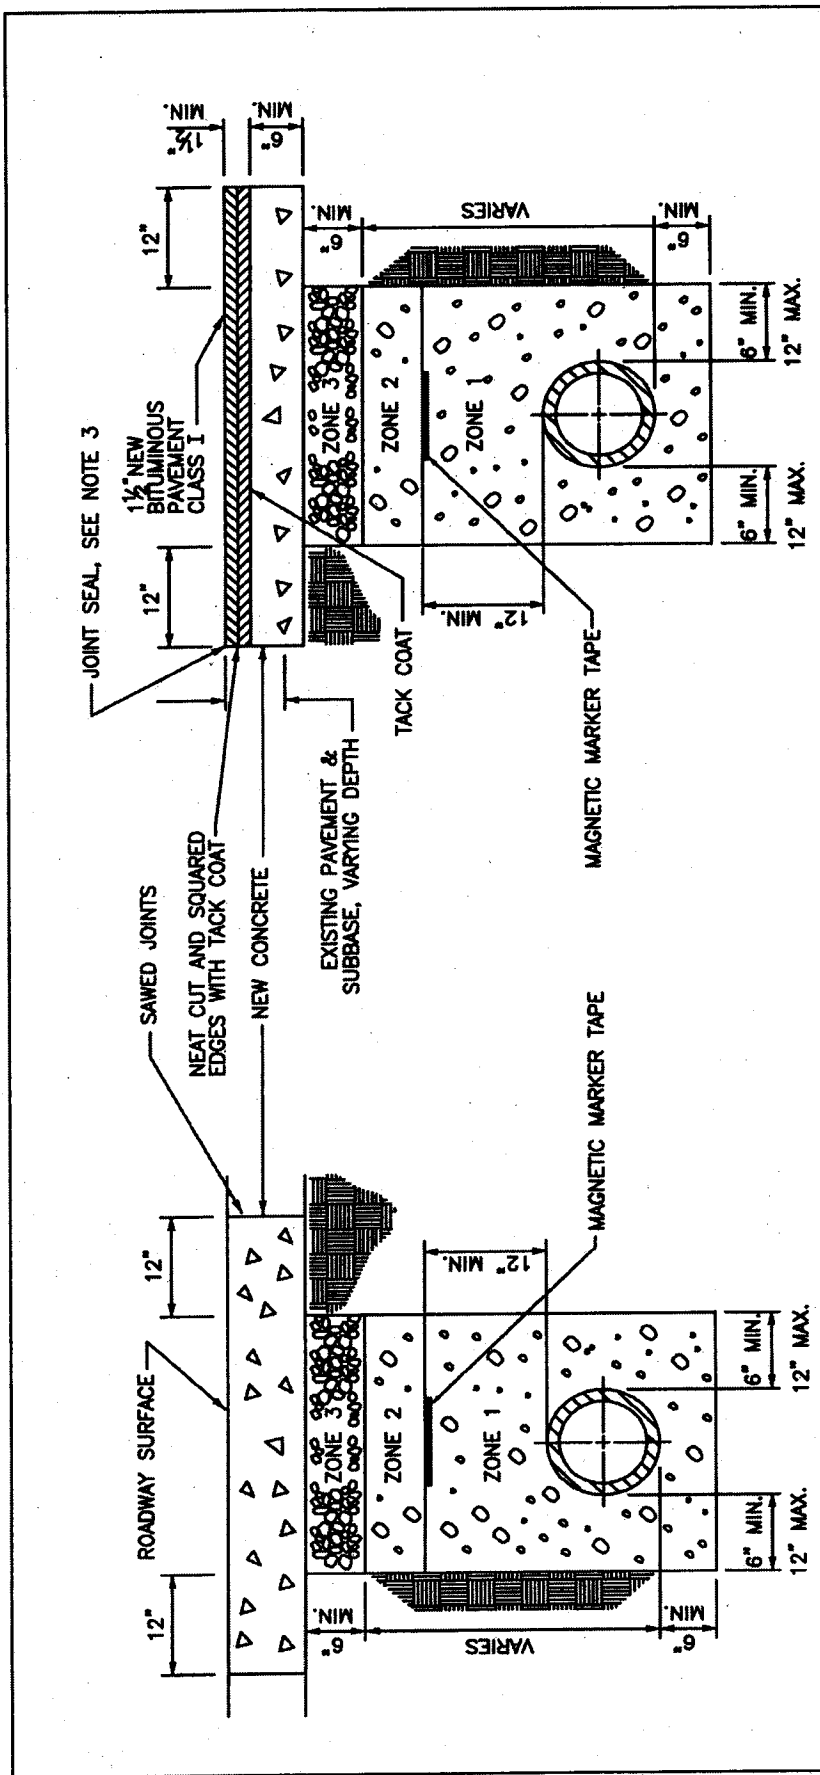 12"
ROADWAY SURFACE
12"
SAWED JOINTS
NEAT CUT AND SQUARED
EDGES WITH TACK COAT
NEW CONCRETE
EXISTING PAVEMENT &
SUBBASE, VARYING DEPTH
JOINT SEAL, SEE NOTE 3
12"
1½" NEW
BITUMINOUS
PAVEMENT
CLASS I
12"
1½"
MIN.
6"
MIN.
6"
MIN.
VARIES
6"
MIN.
ZONE 3
ZONE 2
ZONE 1
12" MIN.
6" MIN.
12" MAX.
6" MIN.
12" MAX.
MAGNETIC MARKER TAPE
TACK COAT
MAGNETIC MARKER TAPE
ZONE 3
ZONE 2
ZONE 1
12" MIN.
6" MIN.
12" MAX.
6" MIN.
12" MAX.
6"
MIN.
VARIES
6"
MIN.